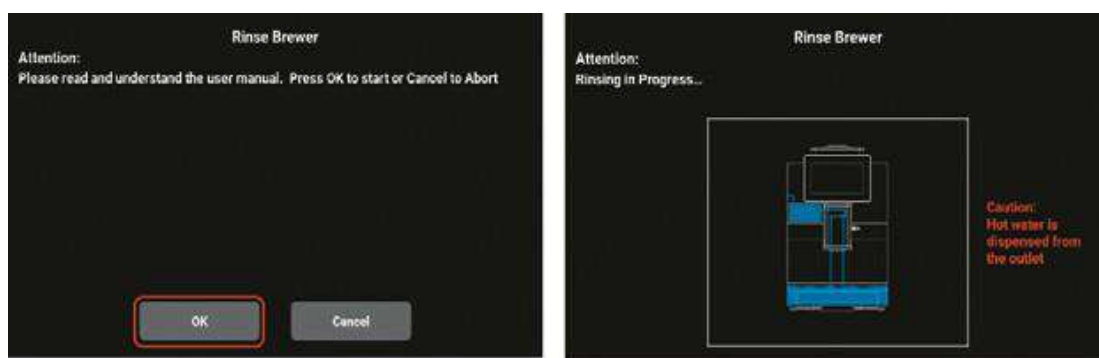 Rinse Brewer
Attention:
Please read and understand the user manual. Press OK to start or Cancel to Abort
OK
Cancel
Rinse Brewer
Attention:
Rinsing in Progress...
Caution:
Hot water is
dispensed from
the outlet